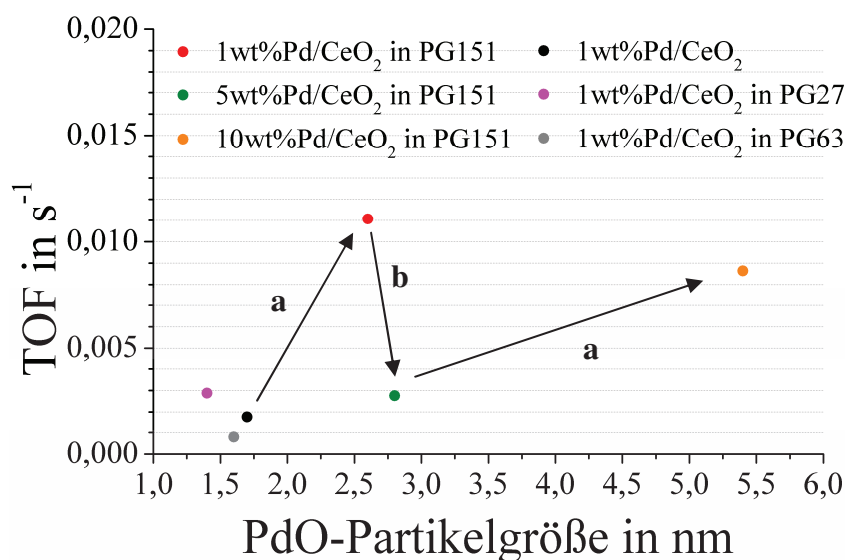 0,020
1wt%Pd/CeO2 in PG151
1wt%Pd/CeO2
5wt%Pd/CeO2 in PG151
1wt%Pd/CeO2 in PG27
0,015
10wt%Pd/CeO2 in PG151
1wt%Pd/CeO2 in PG63
TOF in s-1
0,010
a
b
0,005
a
0,000
1,0 1,5 2,0 2,5 3,0 3,5 4,0 4,5 5,0 5,5 6,0
PdO-Partikelgröße in nm